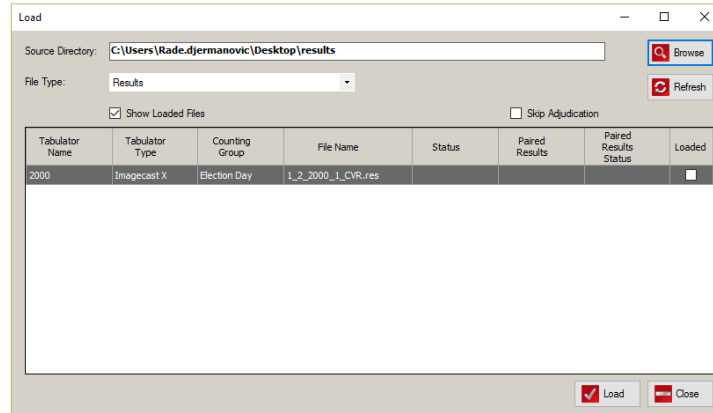 Load
Source Directory: C:\Users\Rade.djermanovic\Desktop\results Browse
File Type: Results Refresh
Show Loaded Files Skip Adjudication
Tabulator Name Tabulator Type Counting Group File Name Status Paired Results Paired Results Status Loaded
2000 Imagecast X Election Day 1_2_2000_1_CVR.res
Load Close